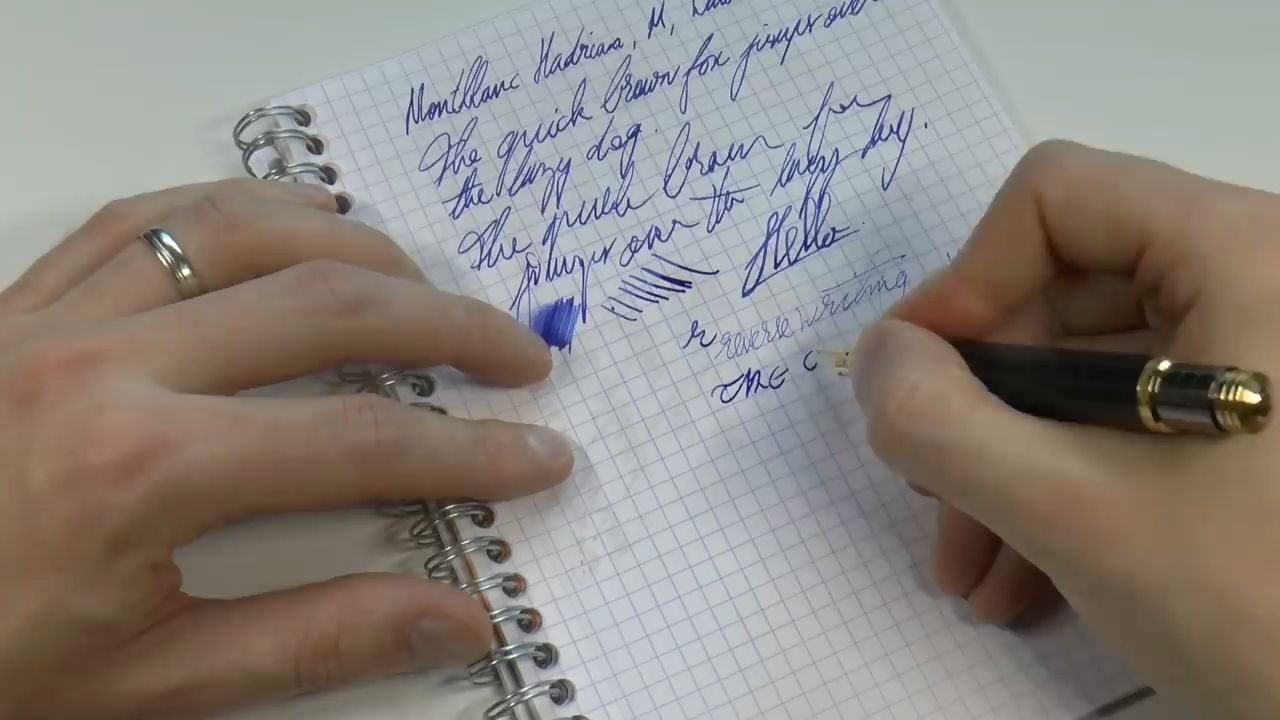 Montblanc Hadrian, M,
The quick brown fox jumps over
the lazy dog.
The quick brown fox
jumps over the lazy dog.
Hello.
r reverse writing
THE